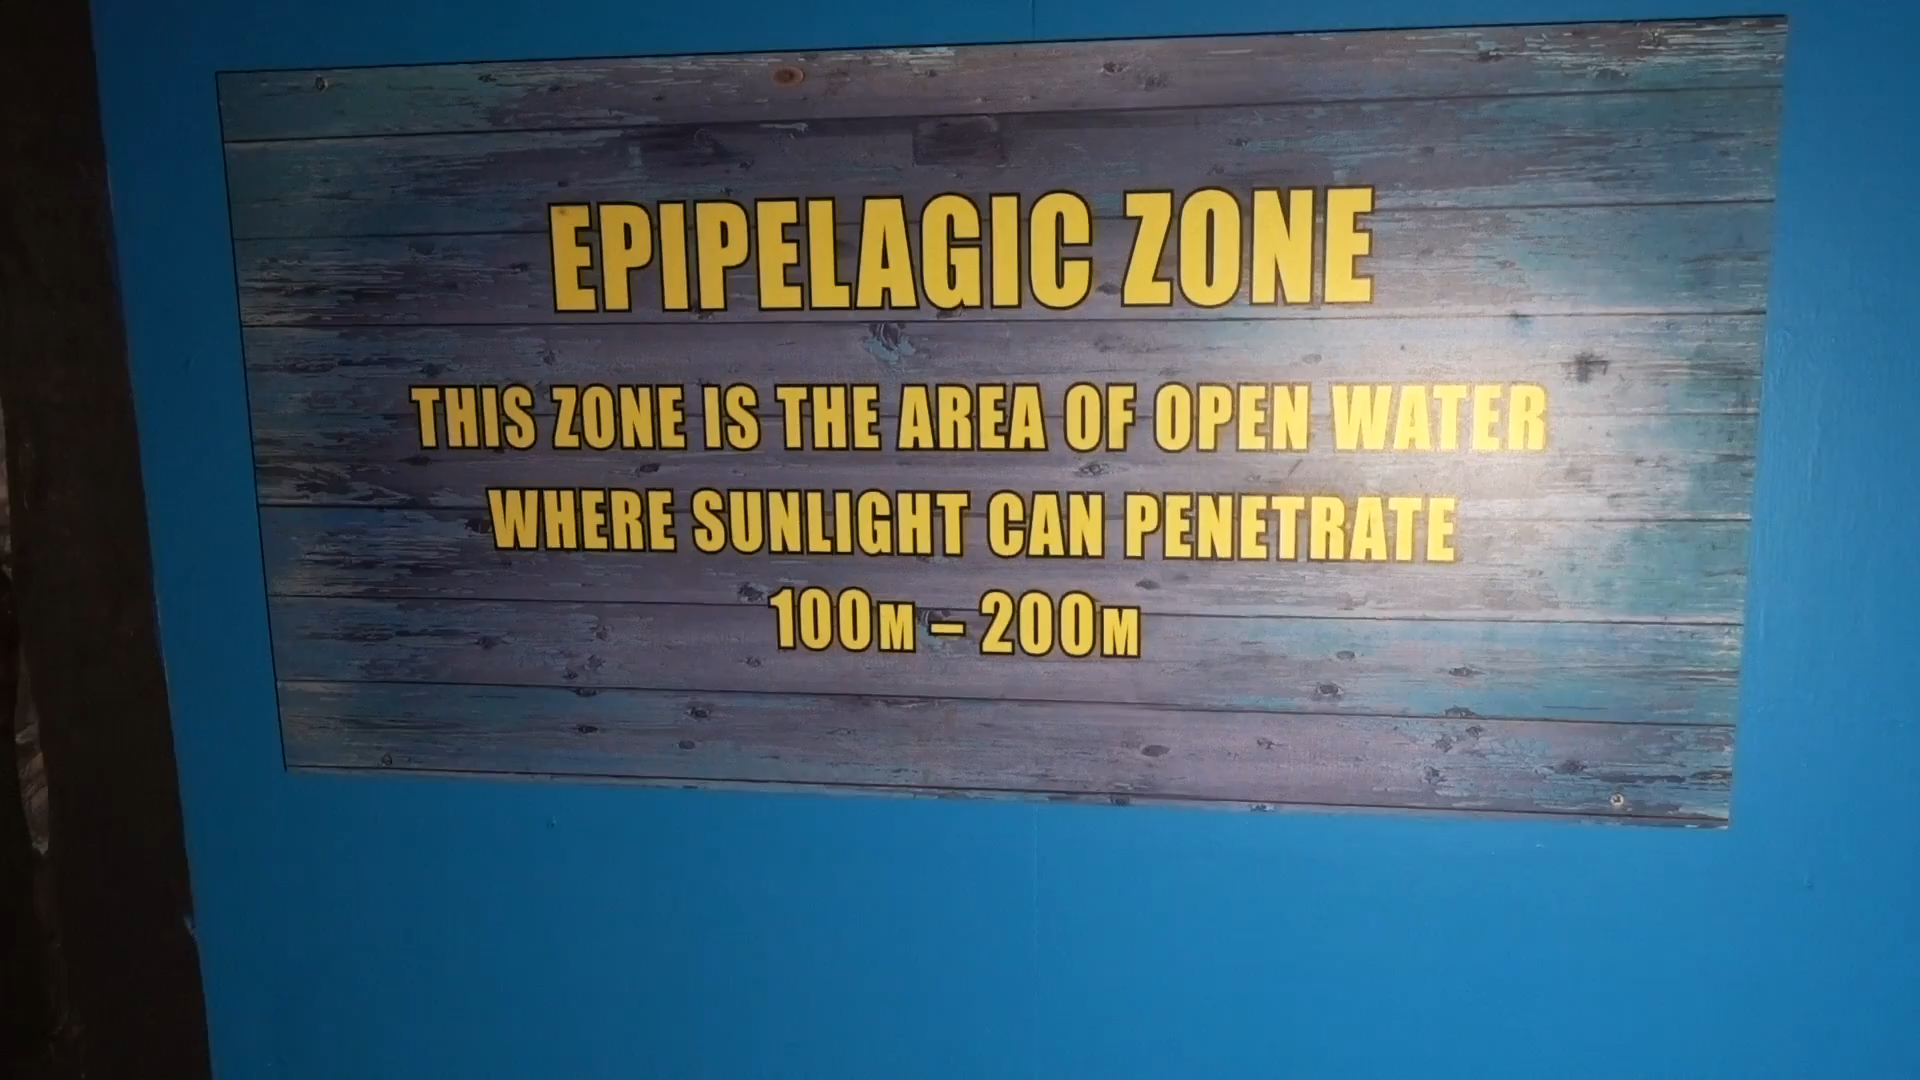 EPIPELAGIC ZONE
THIS ZONE IS THE AREA OF OPEN WATER
WHERE SUNLIGHT CAN PENETRATE
100M – 200M